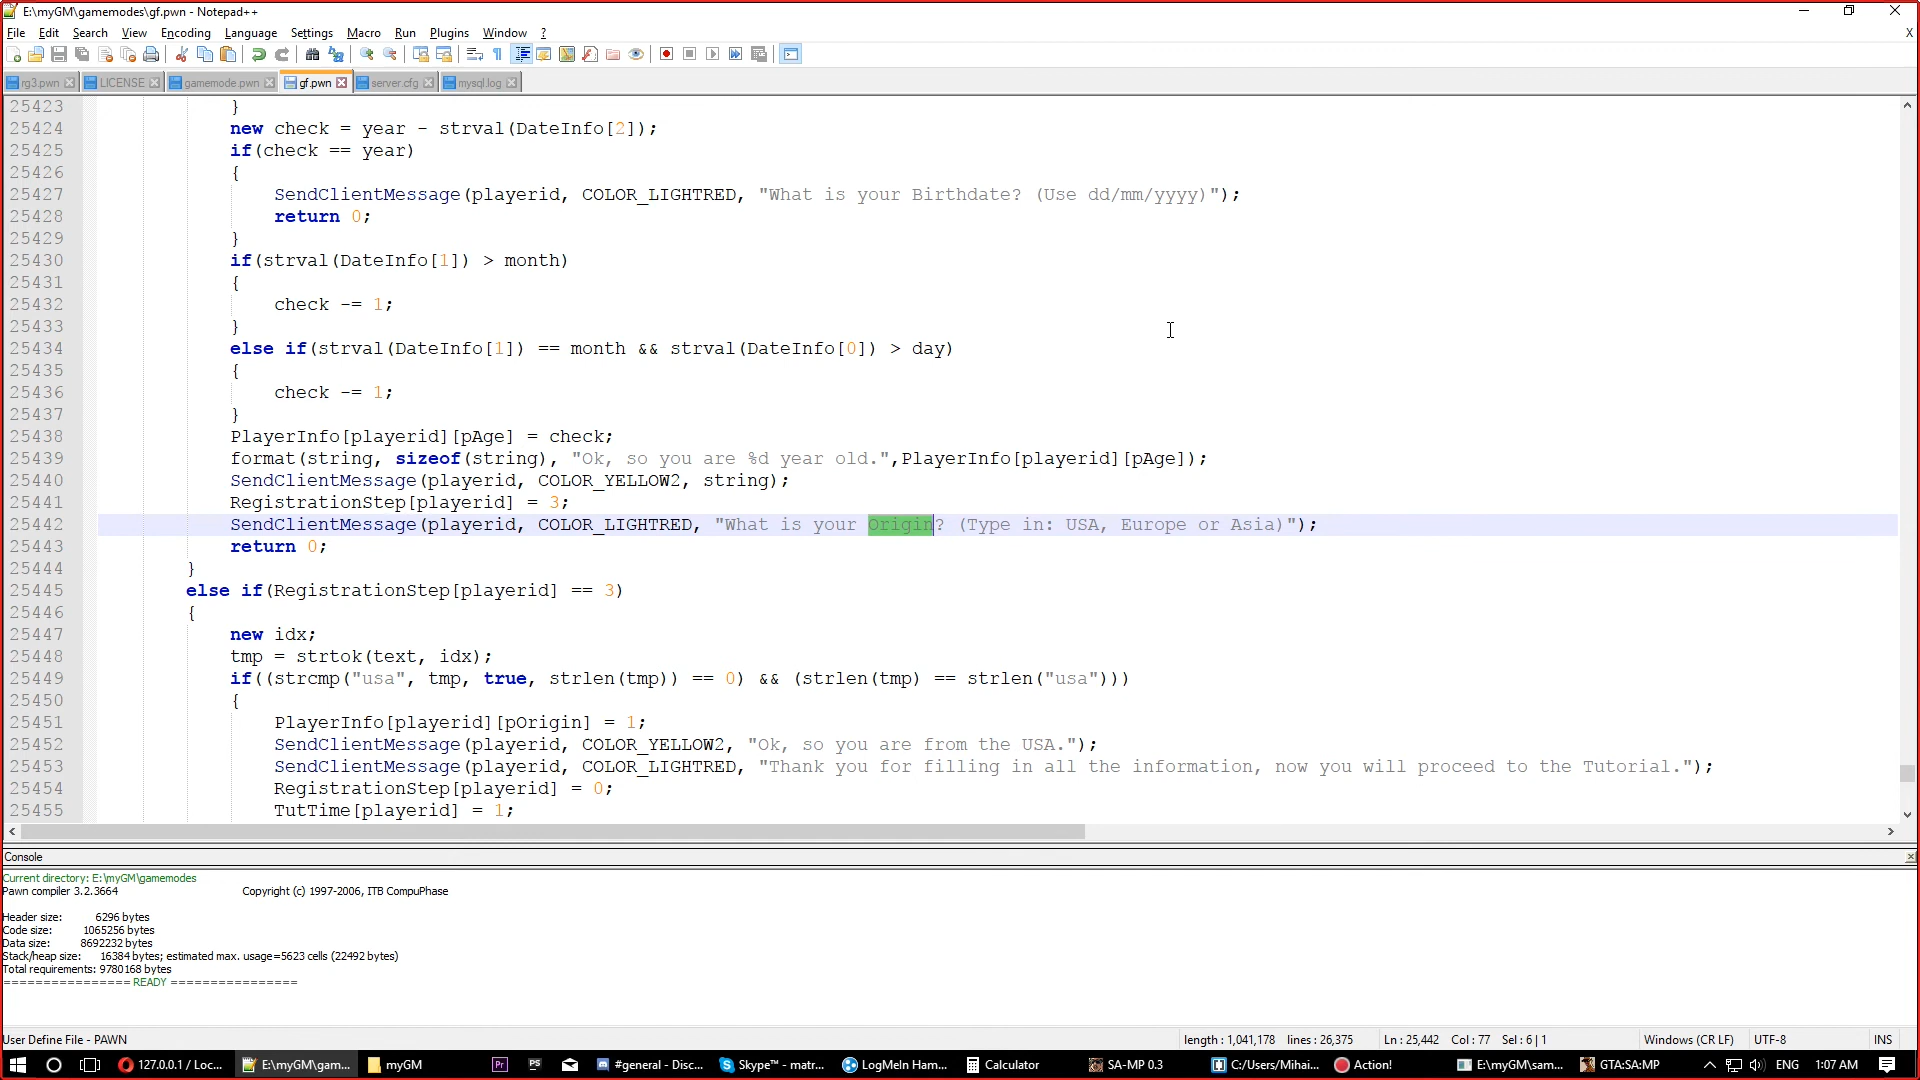 E:\myGM\gamemodes\gf.pwn - Notepad++
File Edit Search View Encoding Language Settings Macro Run Plugins Window ? X
rg3.pwn LICENSE gamemode.pwn gf.pwn server.cfg mysql.log
25423 }
25424 new check = year - strval(DateInfo[2]);
25425 if(check == year)
25426 {
25427 SendClientMessage(playerid, COLOR_LIGHTRED, "What is your Birthdate? (Use dd/mm/yyyy)");
25428 return 0;
25429 }
25430 if(strval(DateInfo[1]) > month)
25431 {
25432 check -= 1;
25433 }
25434 else if(strval(DateInfo[1]) == month && strval(DateInfo[0]) > day)
25435 {
25436 check -= 1;
25437 }
25438 PlayerInfo[playerid][pAge] = check;
25439 format(string, sizeof(string), "Ok, so you are %d year old.",PlayerInfo[playerid][pAge]);
25440 SendClientMessage(playerid, COLOR_YELLOW2, string);
25441 RegistrationStep[playerid] = 3;
25442 SendClientMessage(playerid, COLOR_LIGHTRED, "What is your Origin? (Type in: USA, Europe or Asia)");
25443 return 0;
25444 }
25445 else if(RegistrationStep[playerid] == 3)
25446 {
25447 new idx;
25448 tmp = strtok(text, idx);
25449 if((strcmp("usa", tmp, true, strlen(tmp)) == 0) && (strlen(tmp) == strlen("usa")))
25450 {
25451 PlayerInfo[playerid][pOrigin] = 1;
25452 SendClientMessage(playerid, COLOR_YELLOW2, "Ok, so you are from the USA.");
25453 SendClientMessage(playerid, COLOR_LIGHTRED, "Thank you for filling in all the information, now you will proceed to the Tutorial.");
25454 RegistrationStep[playerid] = 0;
25455 TutTime[playerid] = 1;
Console
Current directory: E:\myGM\gamemodes
Pawn compiler 3.2.3664 Copyright (c) 1997-2006, ITB CompuPhase
Header size: 6296 bytes
Code size: 1065256 bytes
Data size: 8692232 bytes
Stack/heap size: 16384 bytes; estimated max. usage=5623 cells (22492 bytes)
Total requirements: 9780168 bytes
================ READY ================
User Define File - PAWN length : 1,041,178 lines : 26,375 Ln : 25,442 Col : 77 Sel : 6 | 1 Windows (CR LF) UTF-8 INS
127.0.0.1 / Loc... E:\myGM\gam... myGM Pr PS #general - Disc... Skype™ - matr... LogMeIn Ham... Calculator SA-MP 0.3 C:/Users/Mihai... Action! E:\myGM\sam... GTA:SA:MP ENG 1:07 AM